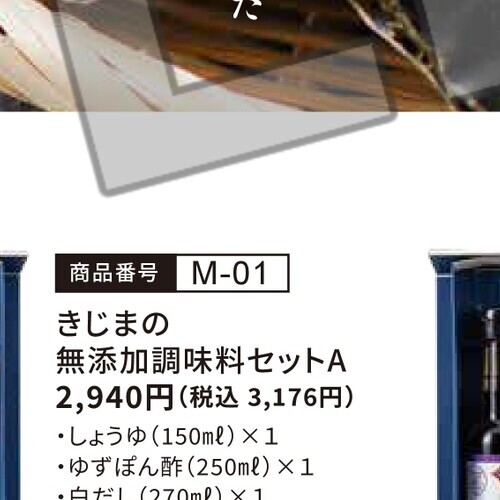 た
商品番号 M-01
きじまの
無添加調味料セットA
2,940円（税込 3,176円）
・しょうゆ（150㎖）×1
・ゆずぽん酢（250㎖）×1
・白だし（270㎖）×1